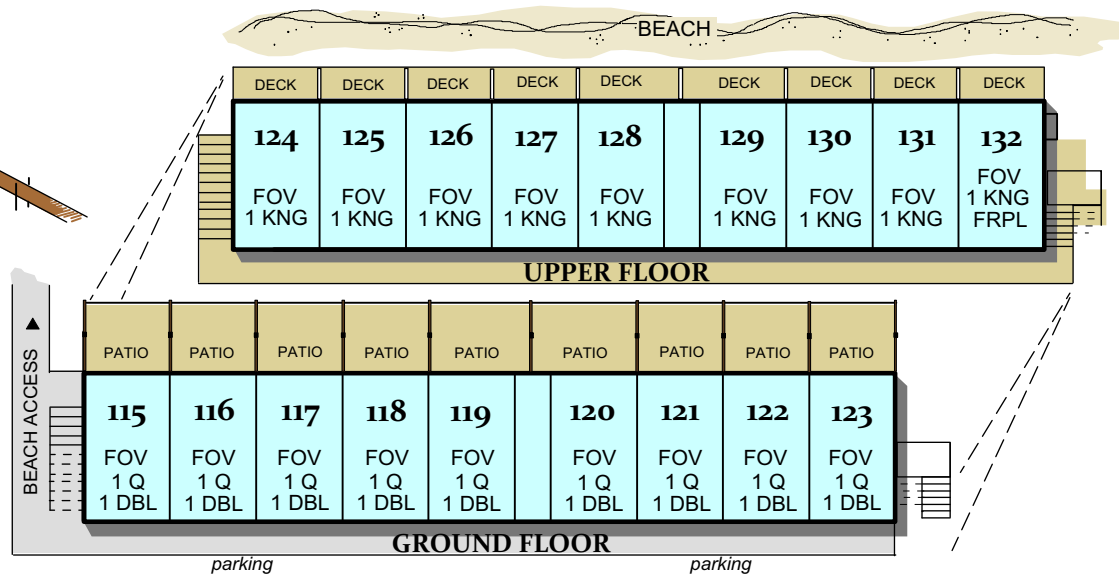 BEACH
DECK DECK DECK DECK DECK DECK DECK DECK DECK
124 125 126 127 128 129 130 131 132
FOV FOV FOV FOV FOV FOV FOV FOV FOV
1 KNG 1 KNG 1 KNG 1 KNG 1 KNG 1 KNG 1 KNG 1 KNG 1 KNG
FRPL
UPPER FLOOR
BEACH ACCESS ▲
PATIO PATIO PATIO PATIO PATIO PATIO PATIO PATIO PATIO
115 116 117 118 119 120 121 122 123
FOV FOV FOV FOV FOV FOV FOV FOV FOV
1 Q 1 Q 1 Q 1 Q 1 Q 1 Q 1 Q 1 Q 1 Q
1 DBL 1 DBL 1 DBL 1 DBL 1 DBL 1 DBL 1 DBL 1 DBL 1 DBL
GROUND FLOOR
parking parking